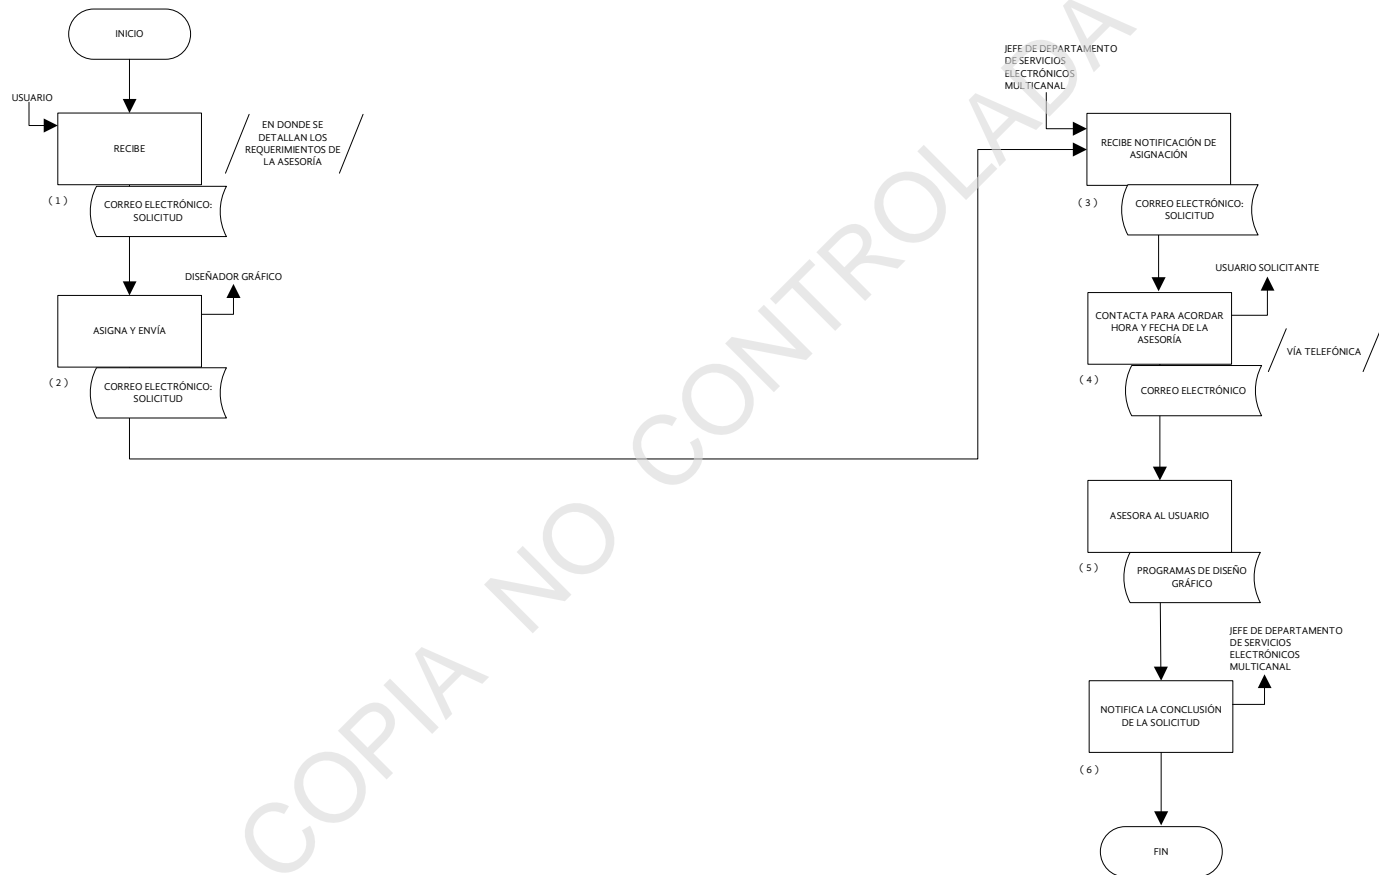 INICIO
USUARIO
RECIBE
EN DONDE SE
DETALLAN LOS
REQUERIMIENTOS DE
LA ASESORÍA
( 1 )
CORREO ELECTRÓNICO:
SOLICITUD
DISEÑADOR GRÁFICO
ASIGNA Y ENVÍA
( 2 )
CORREO ELECTRÓNICO:
SOLICITUD
JEFE DE DEPARTAMENTO
DE SERVICIOS
ELECTRÓNICOS
MULTICANAL
RECIBE NOTIFICACIÓN DE
ASIGNACIÓN
( 3 )
CORREO ELECTRÓNICO:
SOLICITUD
USUARIO SOLICITANTE
CONTACTA PARA ACORDAR
HORA Y FECHA DE LA
ASESORÍA
VÍA TELEFÓNICA
( 4 )
CORREO ELECTRÓNICO
ASESORA AL USUARIO
( 5 )
PROGRAMAS DE DISEÑO
GRÁFICO
JEFE DE DEPARTAMENTO
DE SERVICIOS
ELECTRÓNICOS
MULTICANAL
NOTIFICA LA CONCLUSIÓN
DE LA SOLICITUD
( 6 )
FIN
COPIA NO CONTROLADA